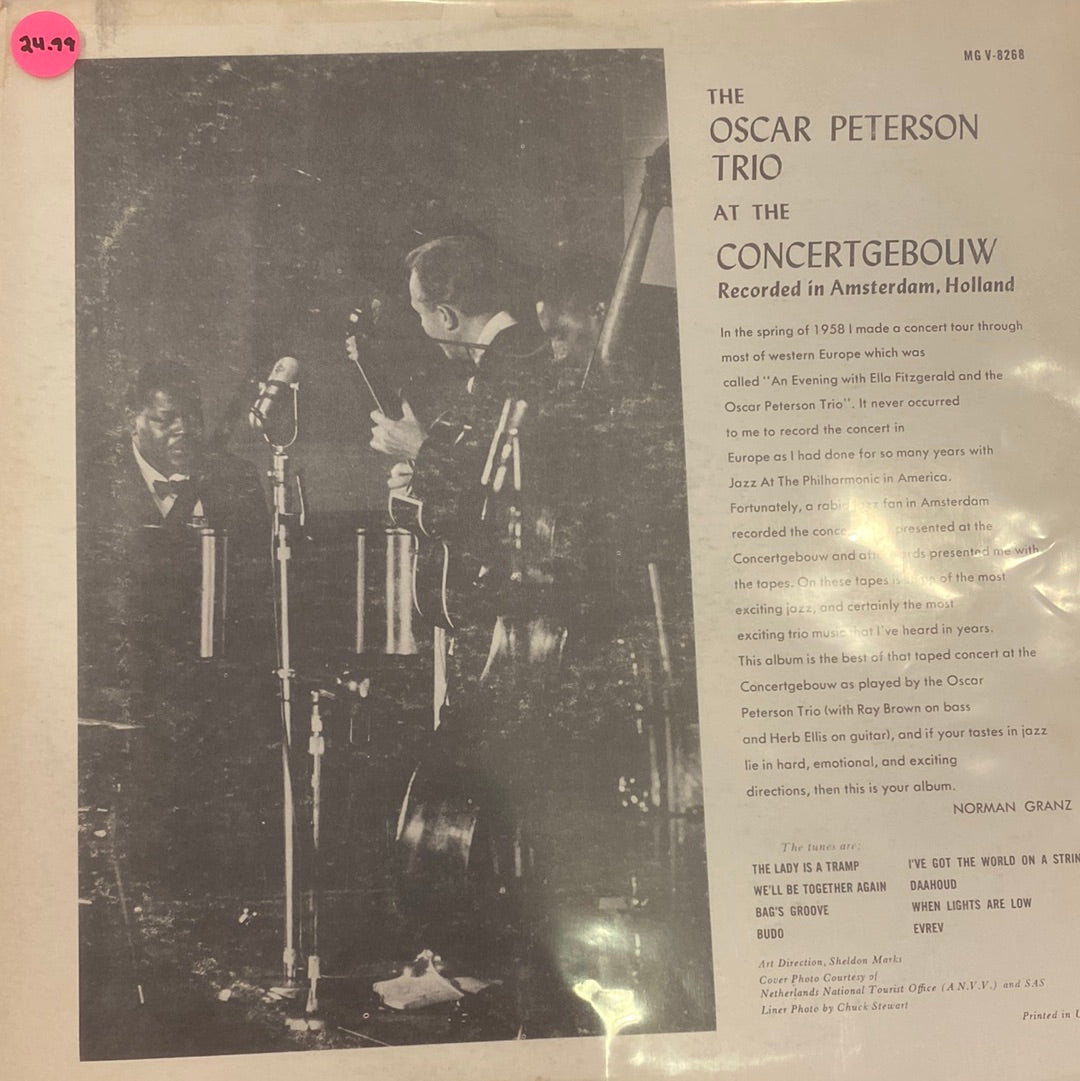 24.99
MG V-8268
THE
OSCAR PETERSON
TRIO
AT THE
CONCERTGEBOUW
Recorded in Amsterdam, Holland
In the spring of 1958 I made a concert tour through
most of western Europe which was
called "An Evening with Ella Fitzgerald and the
Oscar Peterson Trio". It never occurred
to me to record the concert in
Europe as I had done for so many years with
Jazz At The Philharmonic in America.
Fortunately, a rabid jazz fan in Amsterdam
recorded the presented at the
Concertgebouw and presented me with
the tapes. On these tapes is of the most
exciting jazz, and certainly the most
exciting trio music that I've heard in years.
This album is the best of that taped concert at the
Concertgebouw as played by the Oscar
Peterson Trio (with Ray Brown on bass
and Herb Ellis on guitar), and if your tastes in jazz
lie in hard, emotional, and exciting
directions, then this is your album.
NORMAN GRANZ
The tunes are:
THE LADY IS A TRAMP
WE'LL BE TOGETHER AGAIN
BAG'S GROOVE
BUDO
I'VE GOT THE WORLD ON A STRIN
DAAHOUD
WHEN LIGHTS ARE LOW
EVREV
Art Direction, Sheldon Marks
Cover Photo Courtesy of
Netherlands National Tourist Office (A.N.V.V.) and SAS
Liner Photo by Chuck Stewart
Printed in U